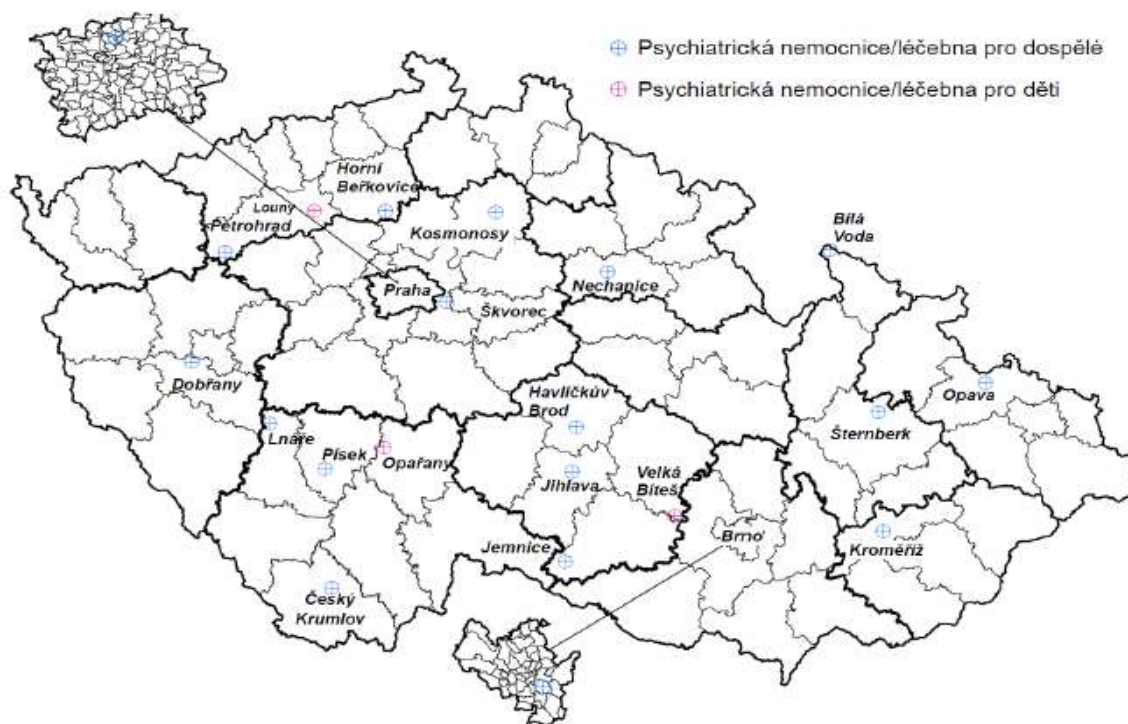 Psychiatrická nemocnice/léčebna pro dospělé
Psychiatrická nemocnice/léčebna pro děti
Horní
Beřkovice
Louny
Petrohrad
Kosmonosy
Bílá
Voda
Praha
Nechanice
Škvorec
Dobřany
Havlíčkův
Brod
Opava
Lnáře
Písek
Opařany
Šternberk
Jihlava
Velká
Bíteš
Brno
Jemnice
Kroměříž
Český
Krumlov